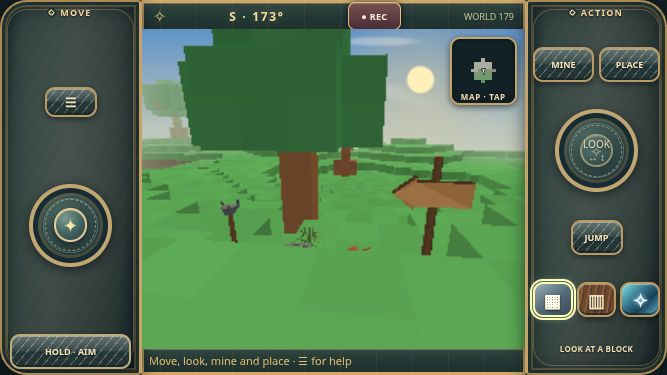 MOVE
S · 173°
REC
WORLD 179
ACTION
MINE
PLACE
MAP · TAP
LOOK
JUMP
HOLD · AIM
LOOK AT A BLOCK
Move, look, mine and place · ☰ for help